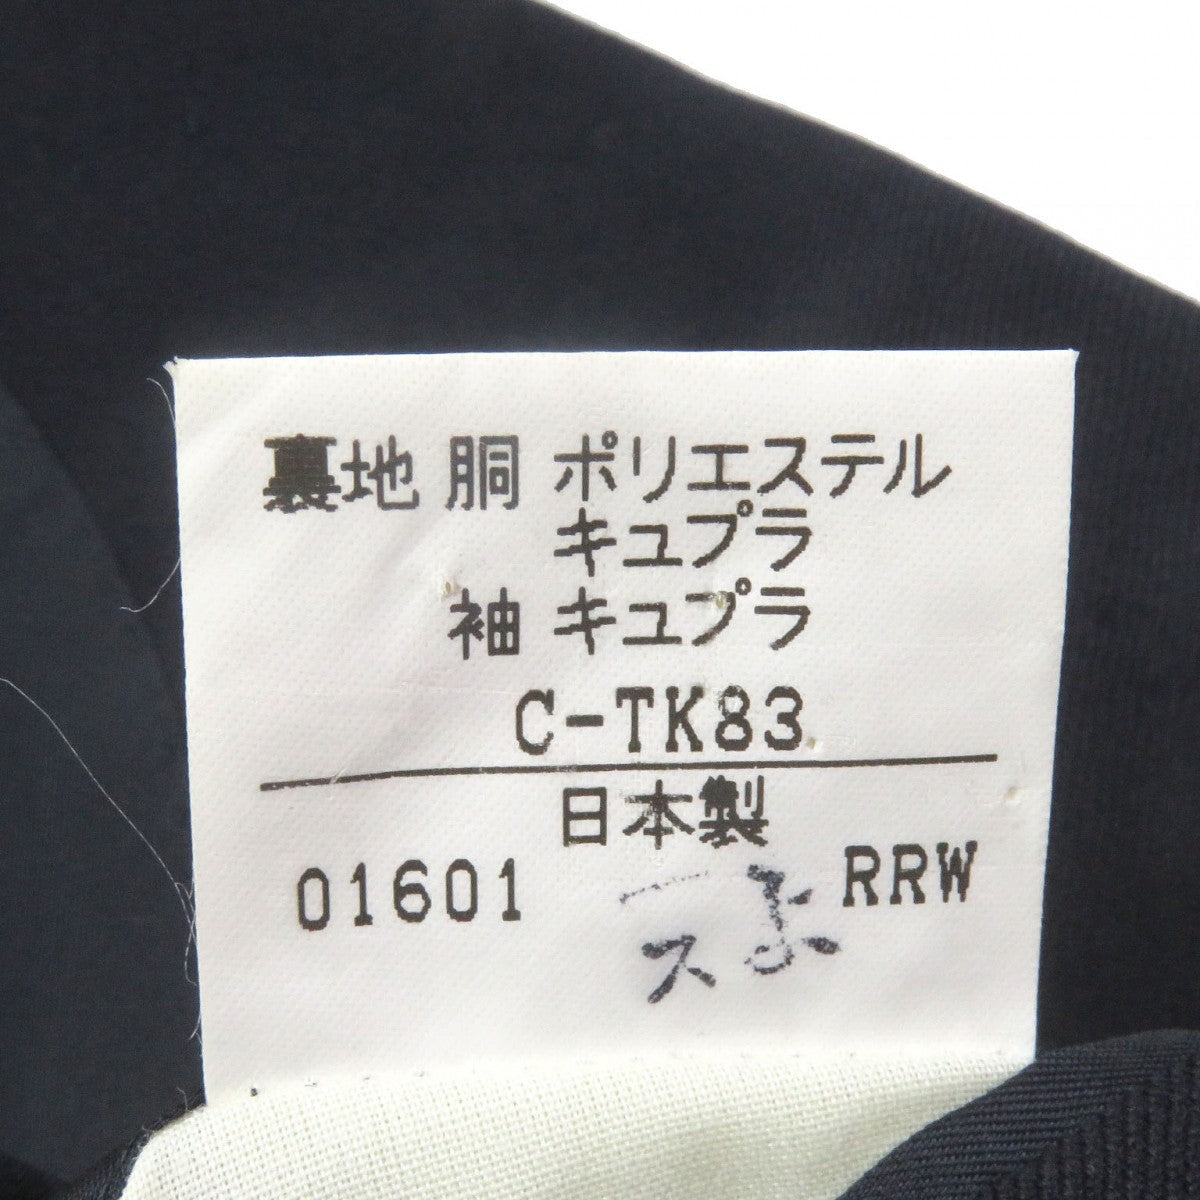 裏地 胴 ポリエステル
キュプラ
袖 キュプラ
C-TK83
日本製
01601 RRW